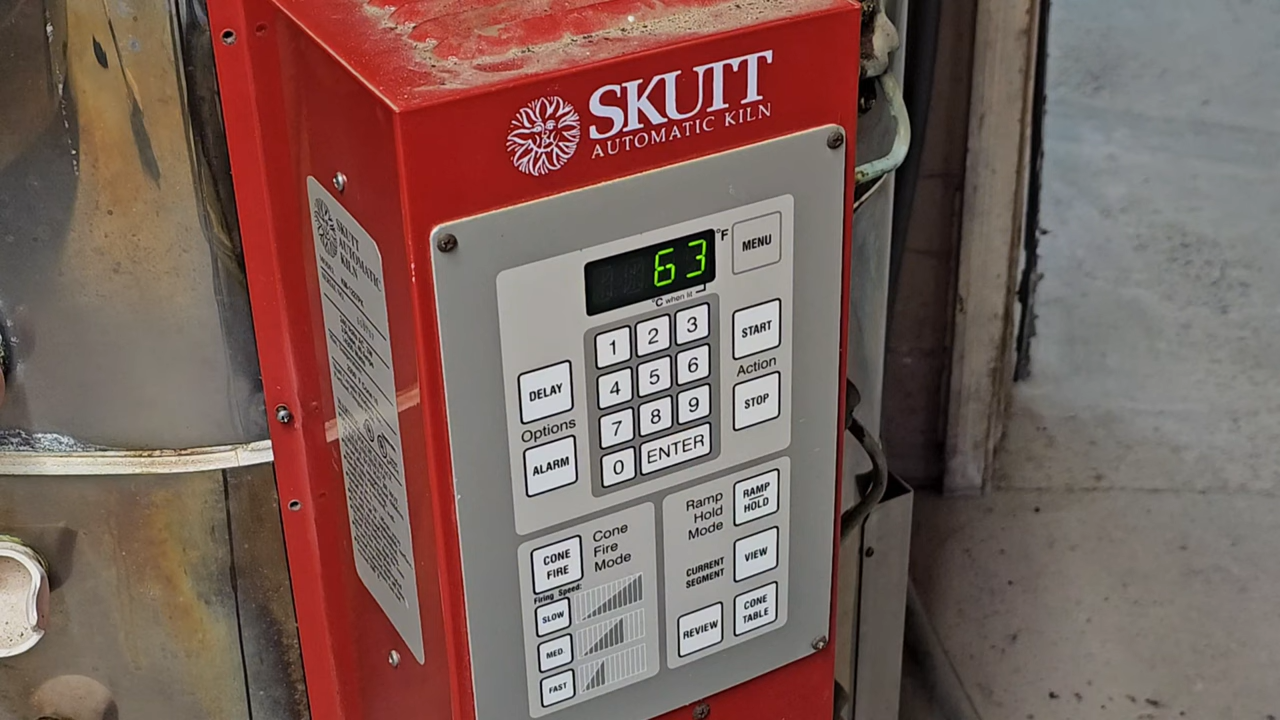 SKUTT
AUTOMATIC KILN
SKUTT
AUTOMATIC
KILN
63
°F
°C when lit
MENU
1 2 3
4 5 6
7 8 9
0 ENTER
START
Action
STOP
DELAY
Options
ALARM
CONE
FIRE
Cone
Fire
Mode
Firing Speed:
SLOW
MED.
FAST
Ramp
Hold
Mode
RAMP
HOLD
CURRENT
SEGMENT
VIEW
REVIEW
CONE
TABLE